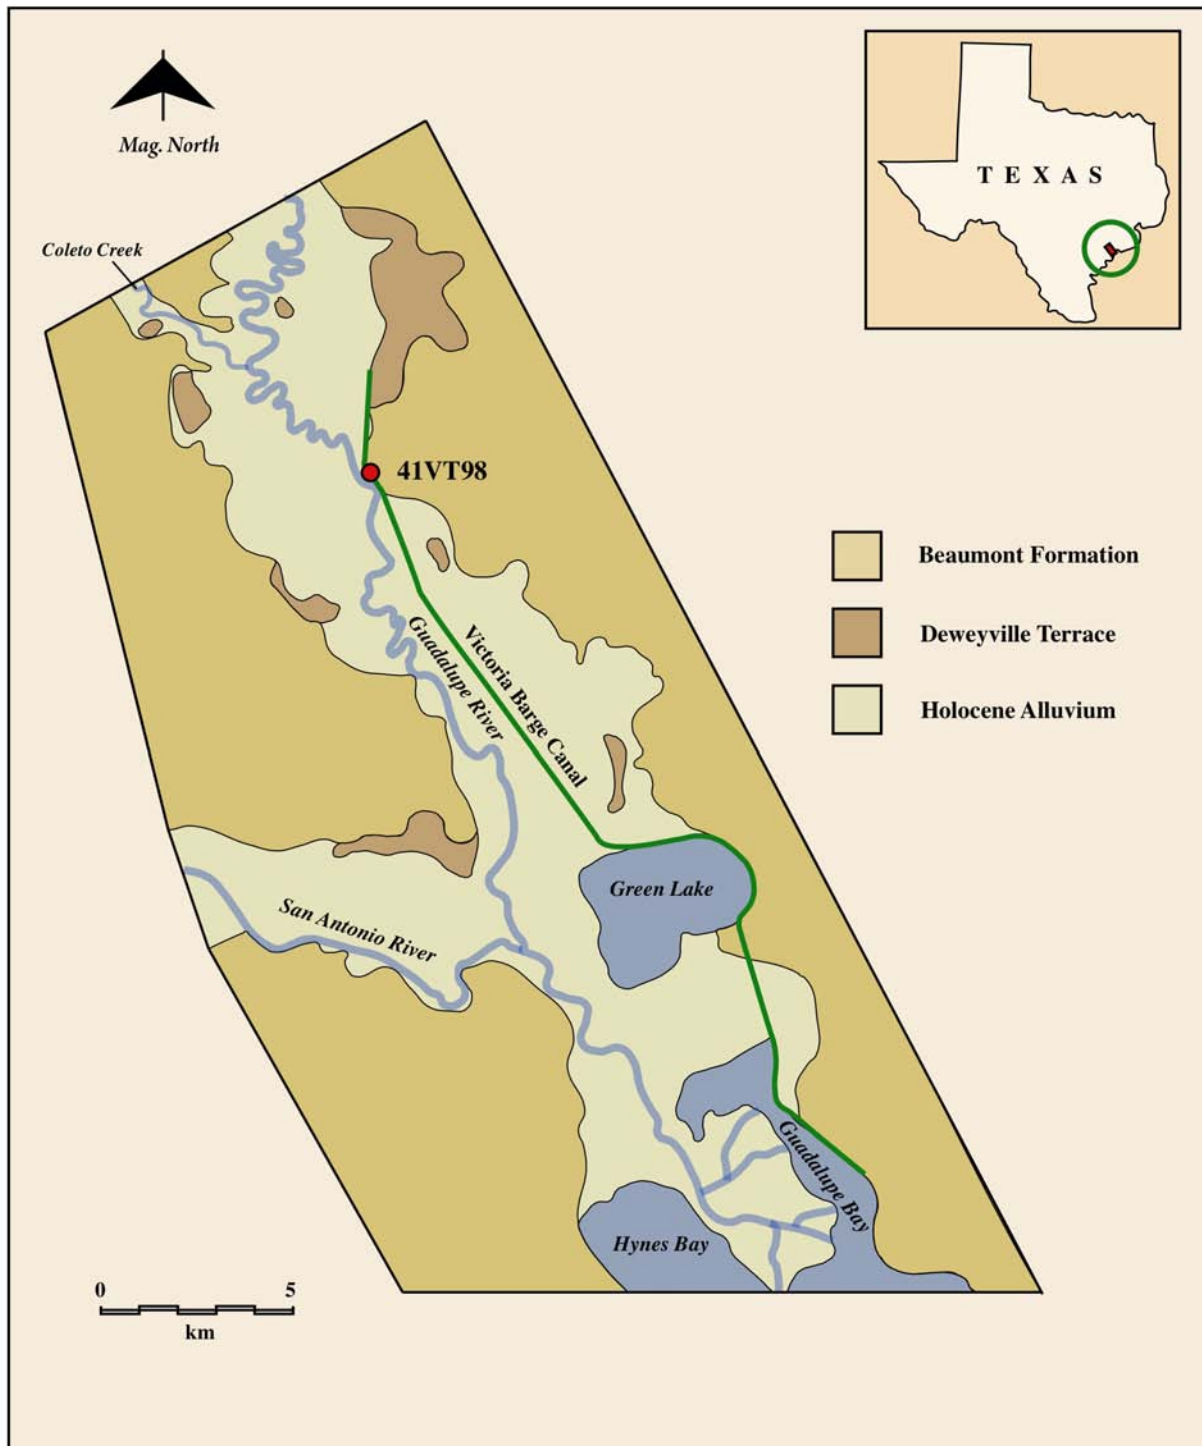 Mag. North
TEXAS
Coleto Creek
41VT98
Beaumont Formation
Deweyville Terrace
Holocene Alluvium
Guadalupe River
Victoria Barge Canal
Green Lake
San Antonio River
Guadalupe Bay
Hynes Bay
0 5
km